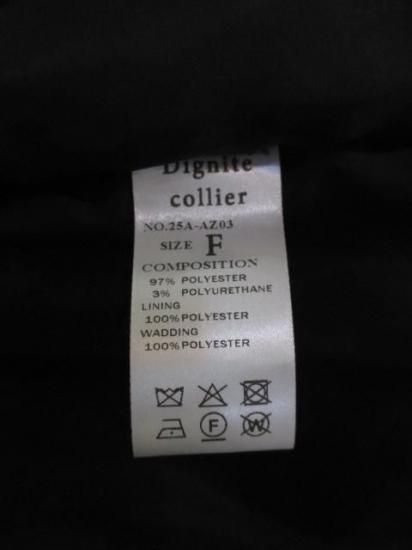 Dignite
collier
NO.25A-AZ03
SIZE F
COMPOSITION
97% POLYESTER
3% POLYURETHANE
LINING
100%POLYESTER
WADDING
100%POLYESTER
F W